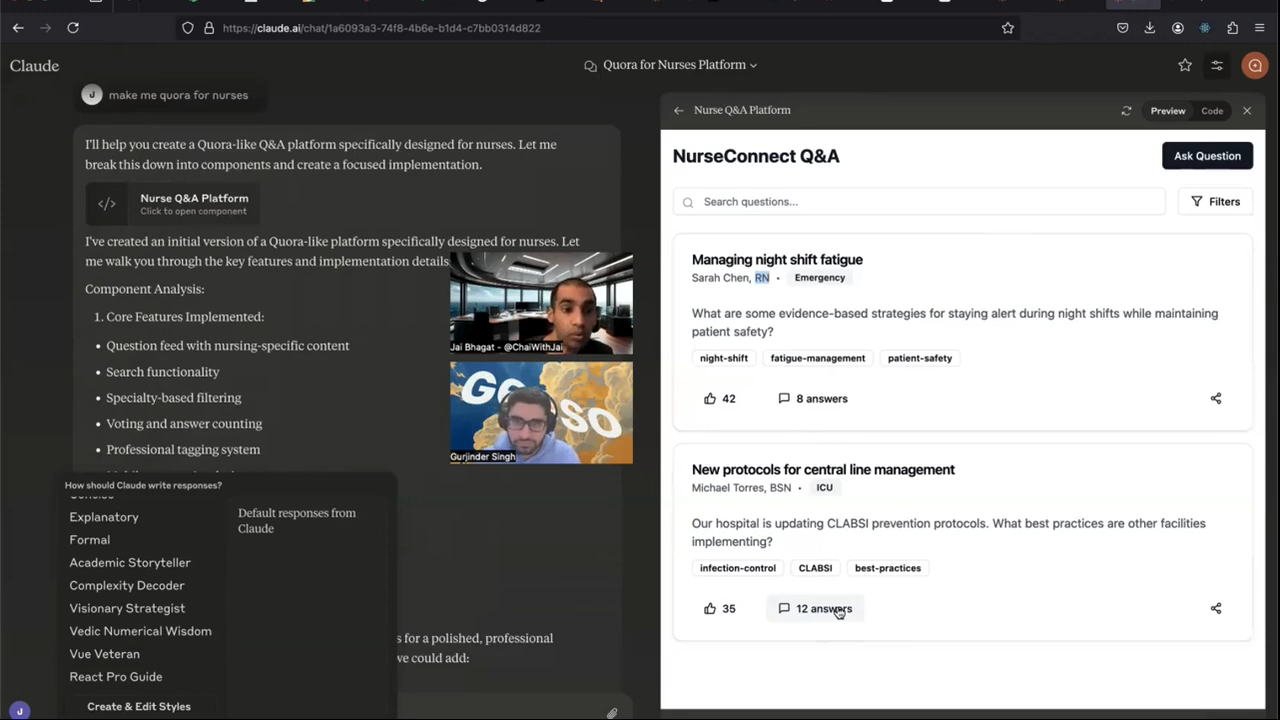 https://claude.ai/chat/1a6093a3-74f8-4b6e-b1d4-c7bb0314d822
Claude
Quora for Nurses Platform
J
make me quora for nurses
I'll help you create a Quora-like Q&A platform specifically designed for nurses. Let me
break this down into components and create a focused implementation.
Nurse Q&A Platform
Click to open component
I've created an initial version of a Quora-like platform specifically designed for nurses. Let
me walk you through the key features and implementation details
Component Analysis:
1. Core Features Implemented:
• Question feed with nursing-specific content
• Search functionality
• Specialty-based filtering
• Voting and answer counting
• Professional tagging system
How should Claude write responses?
Concise
Explanatory
Formal
Academic Storyteller
Complexity Decoder
Visionary Strategist
Vedic Numerical Wisdom
Vue Veteran
React Pro Guide
Create & Edit Styles
Default responses from
Claude
s for a polished, professional
we could add:
J
Jai Bhagat - @ChaiWithJai
GO
SO
Gurjinder Singh
Nurse Q&A Platform
Preview
Code
NurseConnect Q&A
Ask Question
Search questions...
Filters
Managing night shift fatigue
Sarah Chen, RN • Emergency
What are some evidence-based strategies for staying alert during night shifts while maintaining
patient safety?
night-shift fatigue-management patient-safety
42 8 answers
New protocols for central line management
Michael Torres, BSN • ICU
Our hospital is updating CLABSI prevention protocols. What best practices are other facilities
implementing?
infection-control CLABSI best-practices
35 12 answers